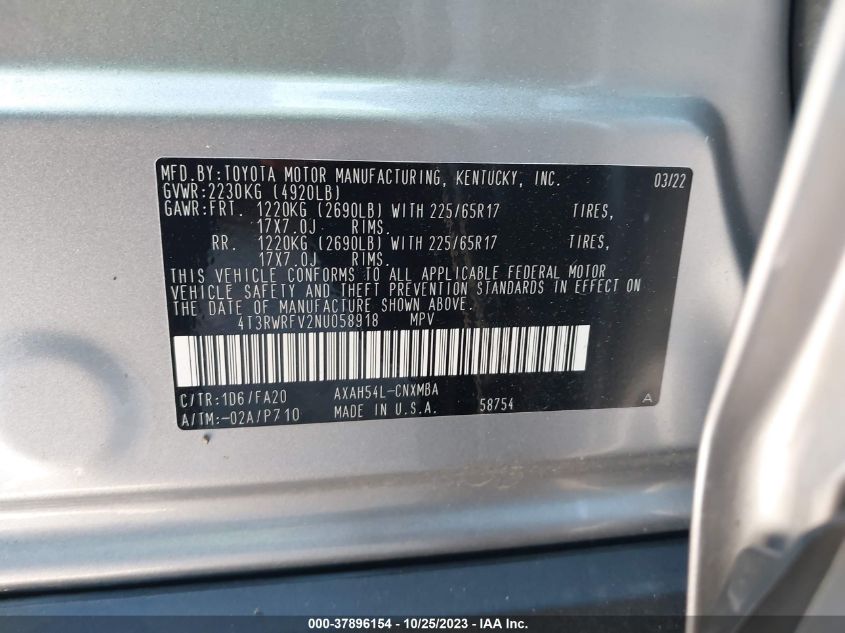 MFD.BY:TOYOTA MOTOR MANUFACTURING, KENTUCKY, INC. 03/22
GVWR:2230KG (4920LB)
GAWR:FRT. 1220KG (2690LB) WITH 225/65R17 TIRES,
17X7.0J RIMS.
RR. 1220KG (2690LB) WITH 225/65R17 TIRES,
17X7.0J RIMS.
THIS VEHICLE CONFORMS TO ALL APPLICABLE FEDERAL MOTOR
VEHICLE SAFETY AND THEFT PREVENTION STANDARDS IN EFFECT ON
THE DATE OF MANUFACTURE SHOWN ABOVE.
4T3RWRFV2NU058918 MPV
C/TR:1D6/FA20 AXAH54L-CNXMBA
A/TM:-02A/P710 MADE IN U.S.A. 58754 A
000-37896154 - 10/25/2023 - IAA Inc.